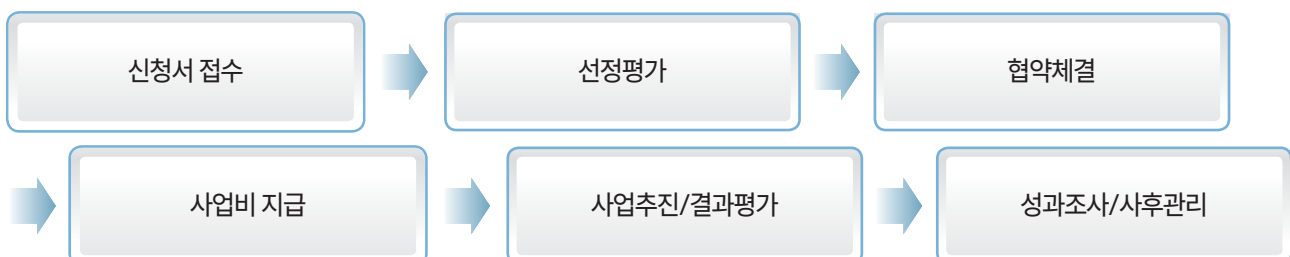 신청서 접수
선정평가
협약체결
사업비 지급
사업추진/결과평가
성과조사/사후관리